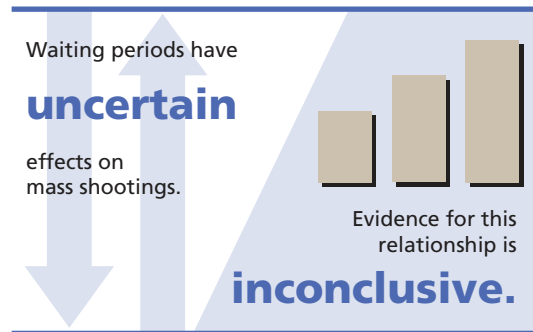 Waiting periods have
uncertain
effects on
mass shootings.
Evidence for this
relationship is
inconclusive.